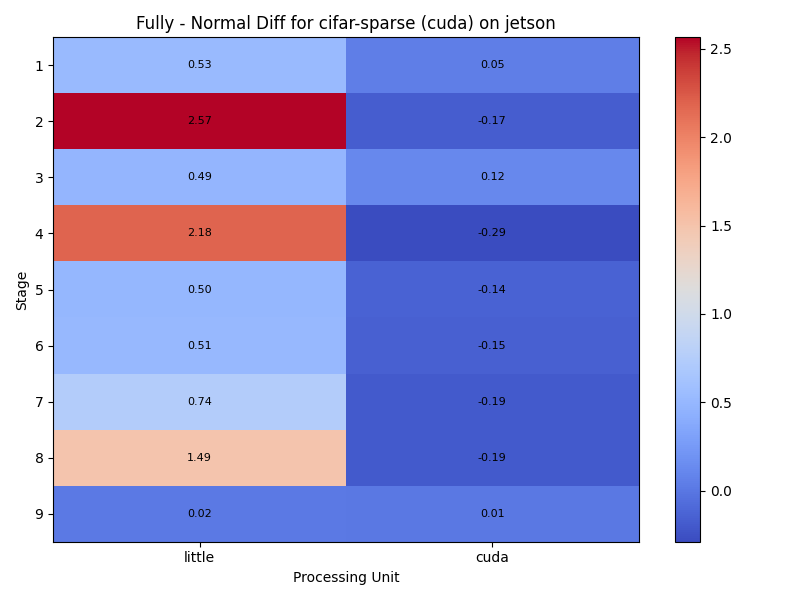 Fully - Normal Diff for cifar-sparse (cuda) on jetson
Stage
1 0.53 0.05
2 2.57 -0.17
3 0.49 0.12
4 2.18 -0.29
5 0.50 -0.14
6 0.51 -0.15
7 0.74 -0.19
8 1.49 -0.19
9 0.02 0.01
little cuda
Processing Unit
2.5
2.0
1.5
1.0
0.5
0.0